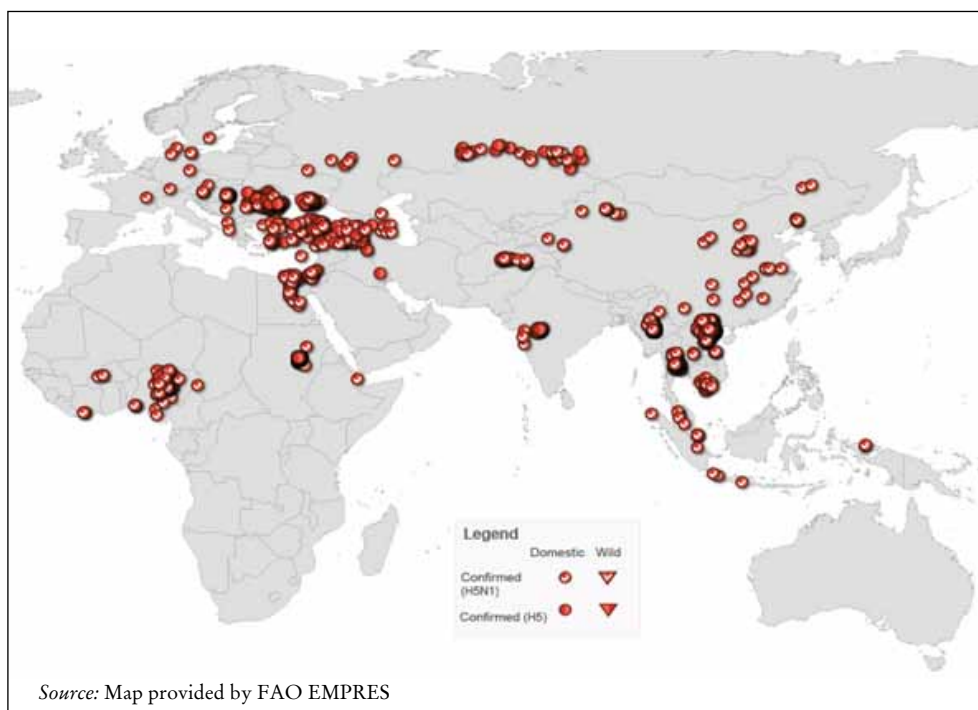 Legend
Domestic Wild
Confirmed
(H5N1)
Confirmed (H5)
Source: Map provided by FAO EMPRES